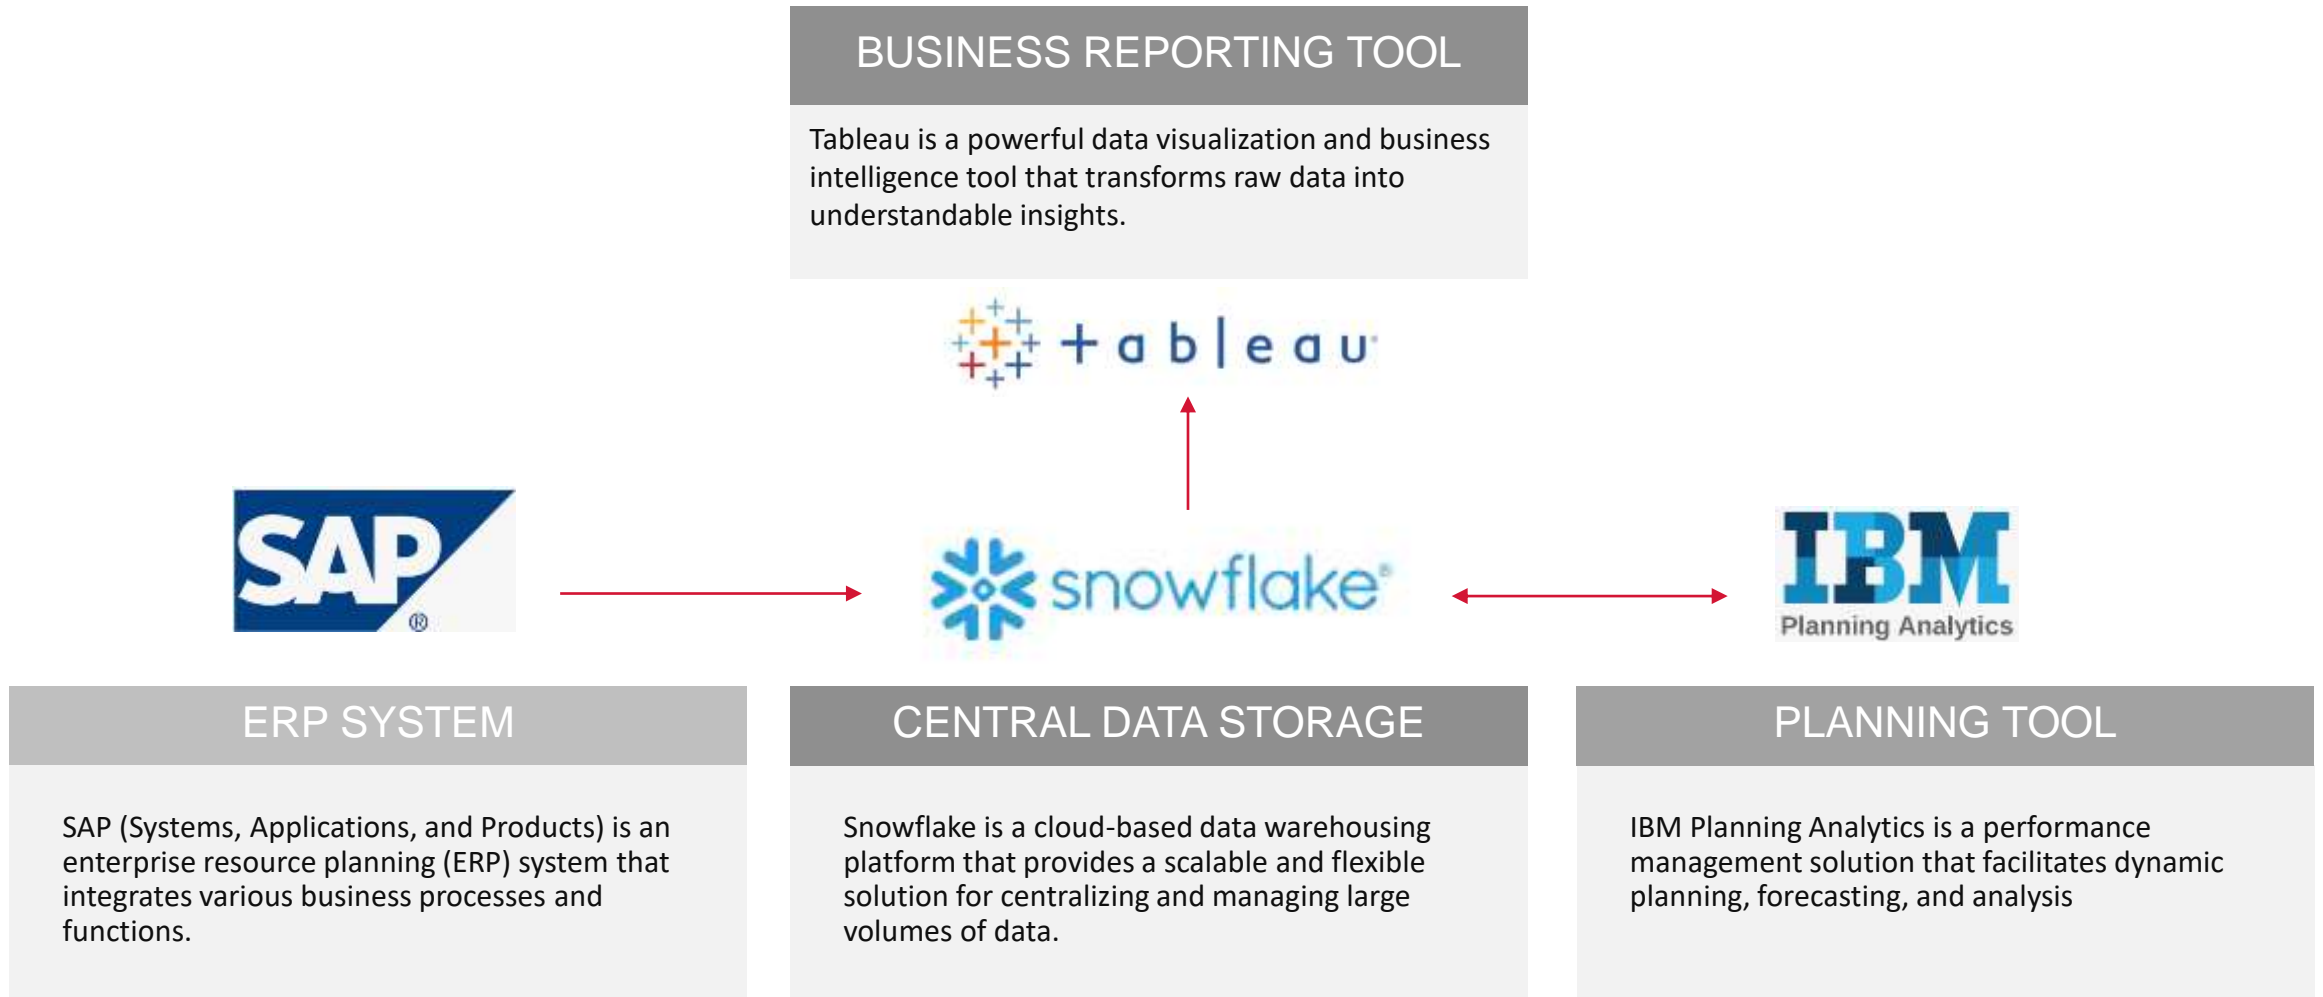 BUSINESS REPORTING TOOL
Tableau is a powerful data visualization and business
intelligence tool that transforms raw data into
understandable insights.
+ableau®
SAP
®
snowflake®
IBM
Planning Analytics
ERP SYSTEM
SAP (Systems, Applications, and Products) is an
enterprise resource planning (ERP) system that
integrates various business processes and
functions.
CENTRAL DATA STORAGE
Snowflake is a cloud-based data warehousing
platform that provides a scalable and flexible
solution for centralizing and managing large
volumes of data.
PLANNING TOOL
IBM Planning Analytics is a performance
management solution that facilitates dynamic
planning, forecasting, and analysis